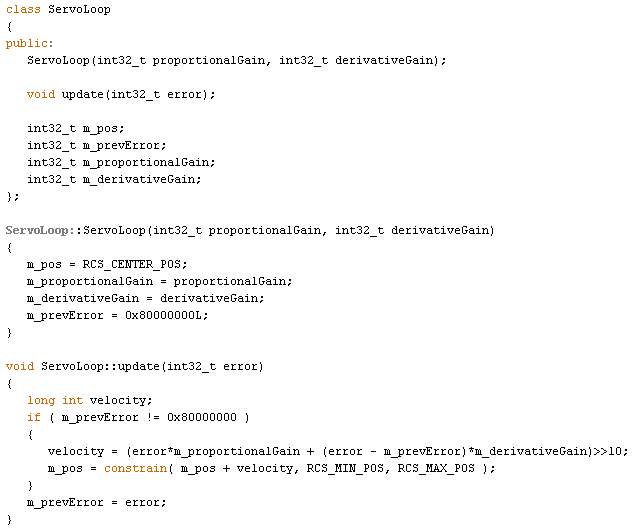 class ServoLoop
{
public:
   ServoLoop(int32_t proportionalGain, int32_t derivativeGain);

   void update(int32_t error);

   int32_t m_pos;
   int32_t m_prevError;
   int32_t m_proportionalGain;
   int32_t m_derivativeGain;
};

ServoLoop::ServoLoop(int32_t proportionalGain, int32_t derivativeGain)
{
   m_pos = RCS_CENTER_POS;
   m_proportionalGain = proportionalGain;
   m_derivativeGain = derivativeGain;
   m_prevError = 0x80000000L;
}

void ServoLoop::update(int32_t error)
{
   long int velocity;
   if ( m_prevError != 0x80000000 )
   {
      velocity = (error*m_proportionalGain + (error - m_prevError)*m_derivativeGain)>>10;
      m_pos = constrain( m_pos + velocity, RCS_MIN_POS, RCS_MAX_POS );
   }
   m_prevError = error;
}